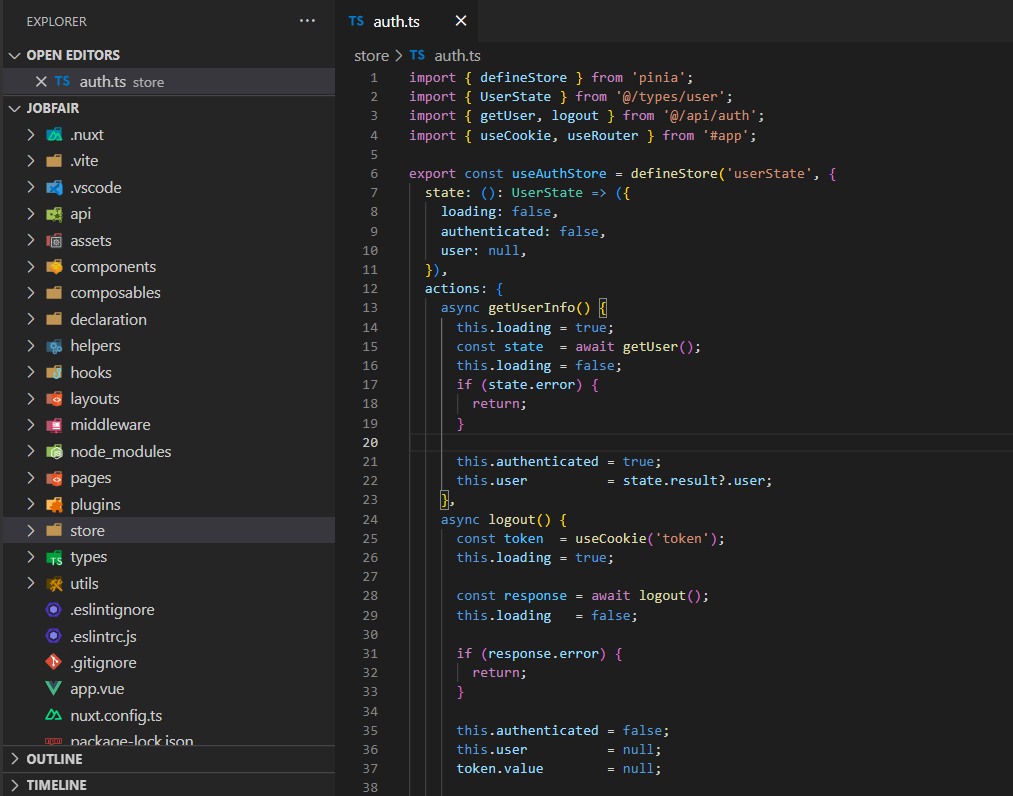 EXPLORER
OPEN EDITORS
TS auth.ts store
JOBFAIR
.nuxt
.vite
.vscode
api
assets
components
composables
declaration
helpers
hooks
layouts
middleware
node_modules
pages
plugins
store
types
utils
.eslintignore
.eslintrc.js
.gitignore
app.vue
nuxt.config.ts
package-lock.json
OUTLINE
TIMELINE
TS auth.ts
store > TS auth.ts
1 import { defineStore } from 'pinia';
2 import { UserState } from '@/types/user';
3 import { getUser, logout } from '@/api/auth';
4 import { useCookie, useRouter } from '#app';
5
6 export const useAuthStore = defineStore('userState', {
7   state: (): UserState => ({
8     loading: false,
9     authenticated: false,
10     user: null,
11   }),
12   actions: {
13     async getUserInfo() {
14       this.loading = true;
15       const state  = await getUser();
16       this.loading = false;
17       if (state.error) {
18         return;
19       }
20
21       this.authenticated = true;
22       this.user          = state.result?.user;
23     },
24     async logout() {
25       const token  = useCookie('token');
26       this.loading = true;
27
28       const response = await logout();
29       this.loading   = false;
30
31       if (response.error) {
32         return;
33       }
34
35       this.authenticated = false;
36       this.user          = null;
37       token.value        = null;
38